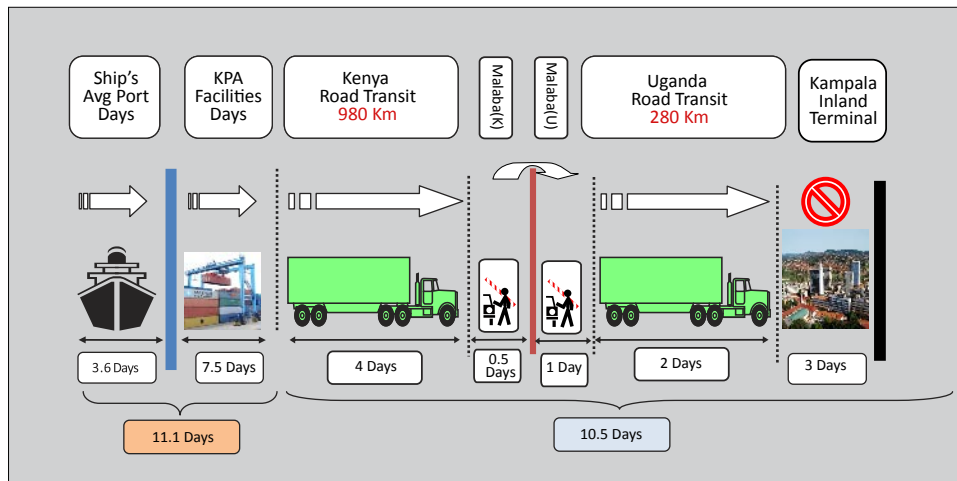 Ship's
Avg Port
Days
KPA
Facilities
Days
Kenya
Road Transit
980 Km
Malaba(K)
Malaba(U)
Uganda
Road Transit
280 Km
Kampala
Inland
Terminal
3.6 Days
7.5 Days
4 Days
0.5
Days
1 Day
2 Days
3 Days
11.1 Days
10.5 Days